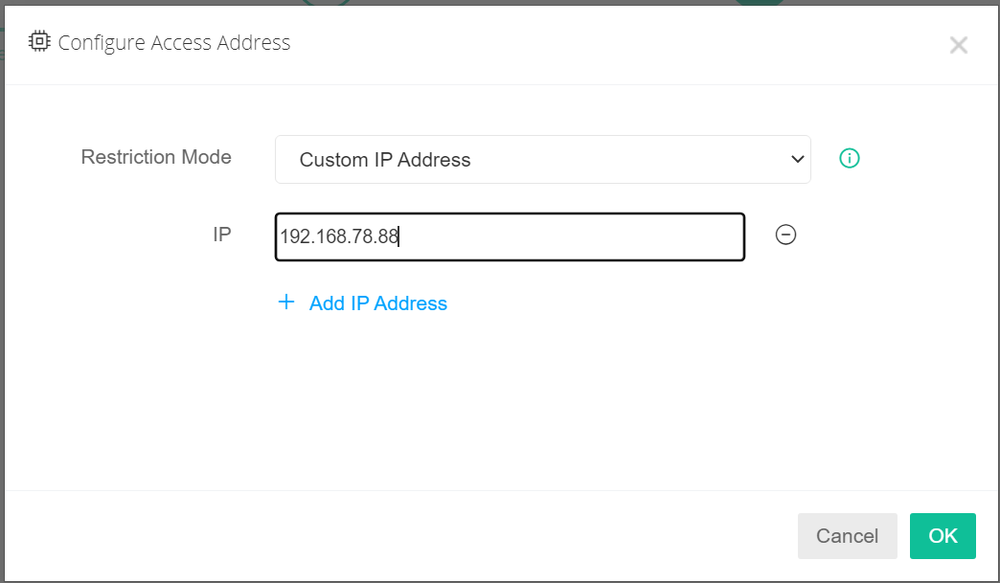 Configure Access Address
Restriction Mode
Custom IP Address
IP
192.168.78.88
+ Add IP Address
Cancel
OK